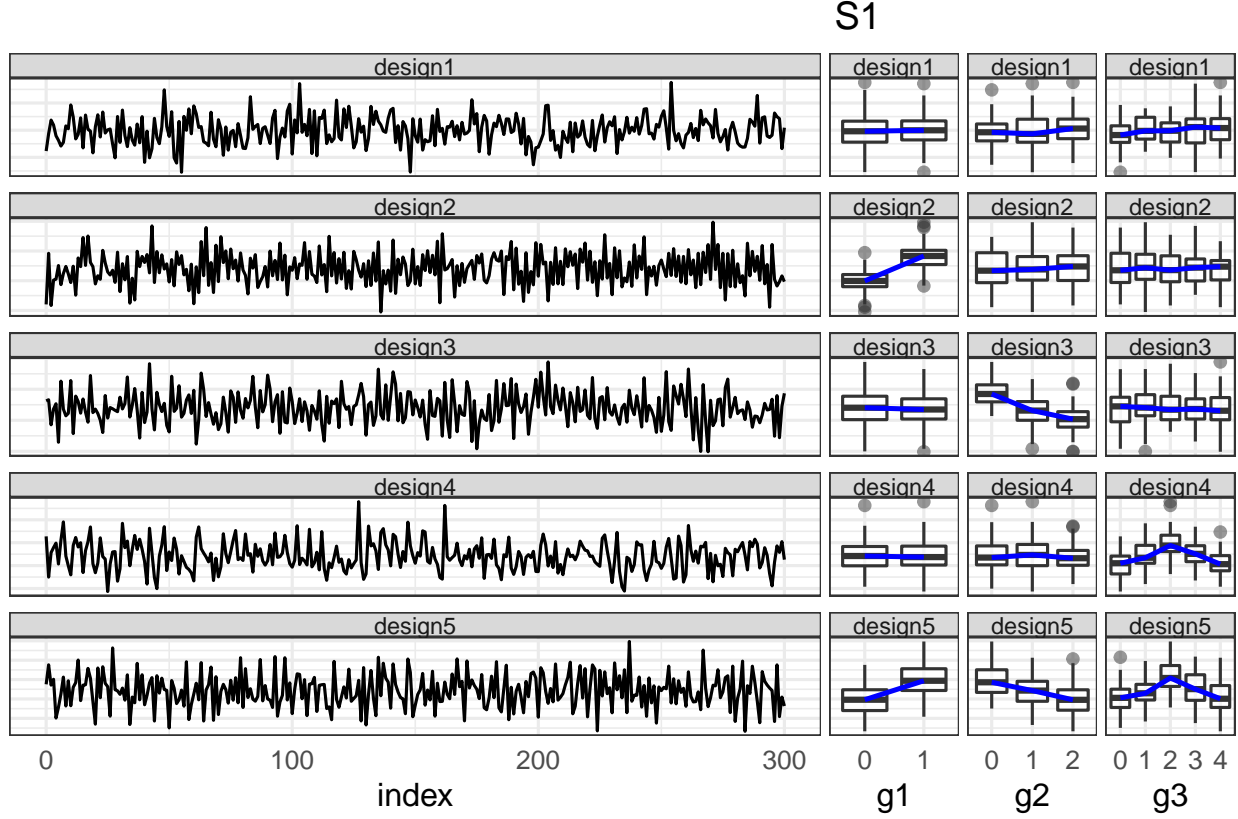 S1
design1 design1 design1 design1
design2 design2 design2 design2
design3 design3 design3 design3
design4 design4 design4 design4
design5 design5 design5 design5
0 100 200 300 0 1 0 1 2 0 1 2 3 4
index g1 g2 g3